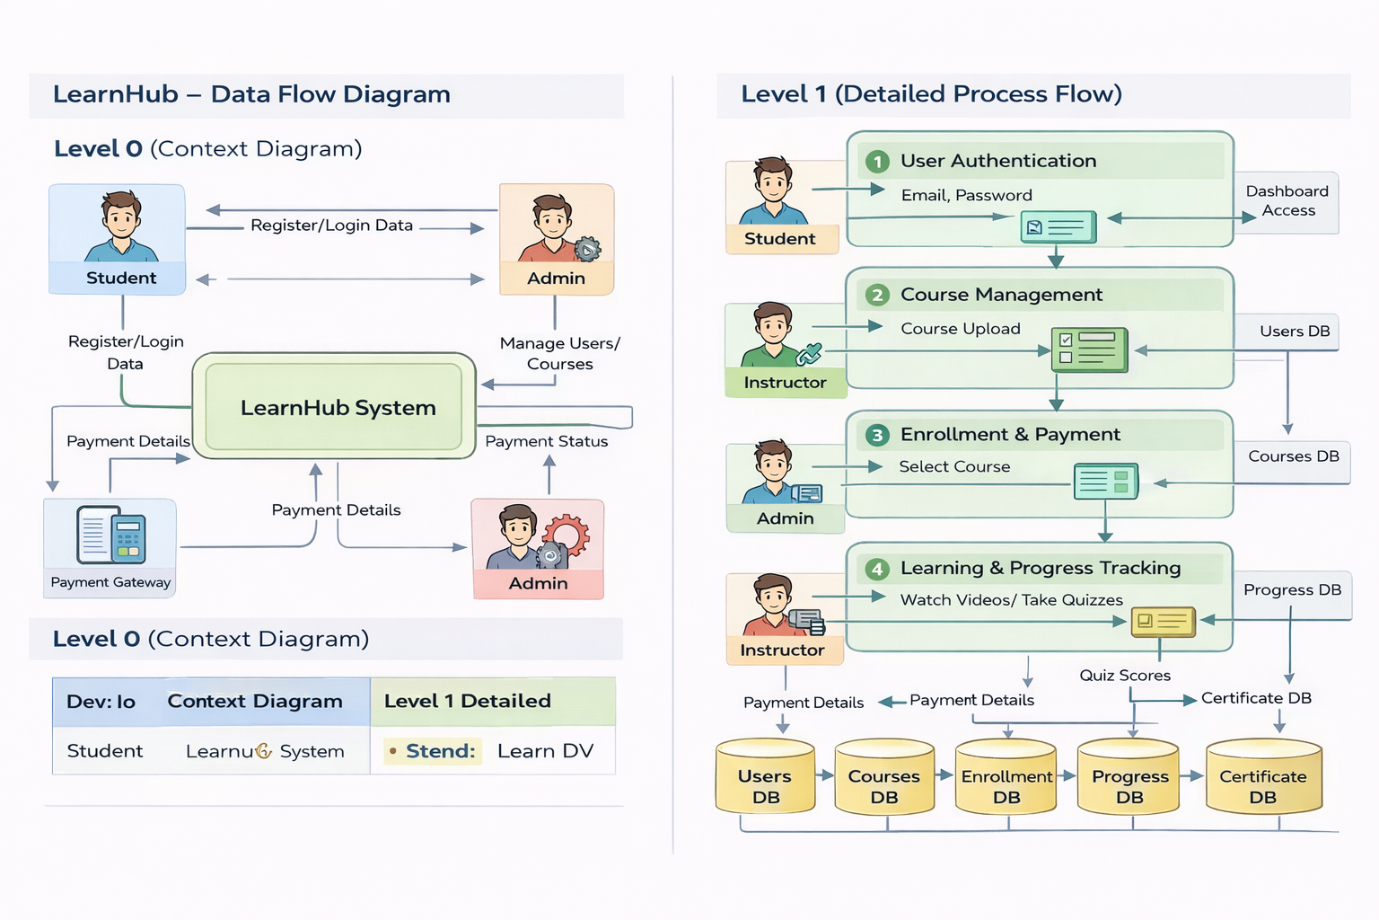 LearnHub – Data Flow Diagram
Level 0 (Context Diagram)
Student
Register/Login Data
Admin
Register/Login
Data
Manage Users/
Courses
LearnHub System
Payment Details
Payment Status
Payment Details
Payment Gateway
Admin
Level 0 (Context Diagram)
Dev: Io Context Diagram Level 1 Detailed
Student Learnu System • Stend: Learn DV
Level 1 (Detailed Process Flow)
1 User Authentication
Email, Password
Student
Dashboard
Access
2 Course Management
Course Upload
Instructor
Users DB
3 Enrollment & Payment
Select Course
Admin
Courses DB
4 Learning & Progress Tracking
Watch Videos/ Take Quizzes
Instructor
Progress DB
Quiz Scores
Payment Details
Payment Details
Certificate DB
Users
DB
Courses
DB
Enrollment
DB
Progress
DB
Certificate
DB